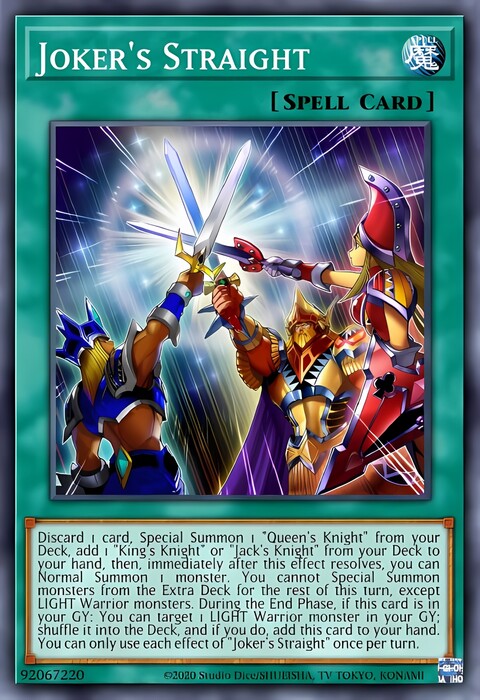 JOKER'S STRAIGHT
魔
[SPELL CARD]
Discard 1 card, Special Summon 1 "Queen's Knight" from your
Deck, add 1 "King's Knight" or "Jack's Knight" from your Deck to
your hand, then, immediately after this effect resolves, you can
Normal Summon 1 monster. You cannot Special Summon
monsters from the Extra Deck for the rest of this turn, except
LIGHT Warrior monsters. During the End Phase, if this card is in
your GY: You can target 1 LIGHT Warrior monster in your GY;
shuffle it into the Deck, and if you do, add this card to your hand.
You can only use each effect of "Joker's Straight" once per turn.
92067220
©2020 Studio Dice/SHUEISHA, TV TOKYO, KONAMI